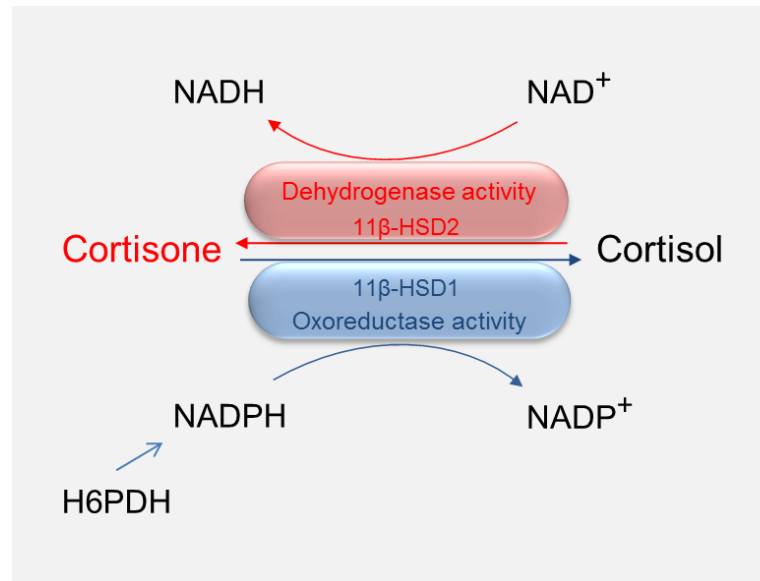 NADH
NAD+
Dehydrogenase activity
11β-HSD2
Cortisone
Cortisol
11β-HSD1
Oxoreductase activity
NADPH
NADP+
H6PDH